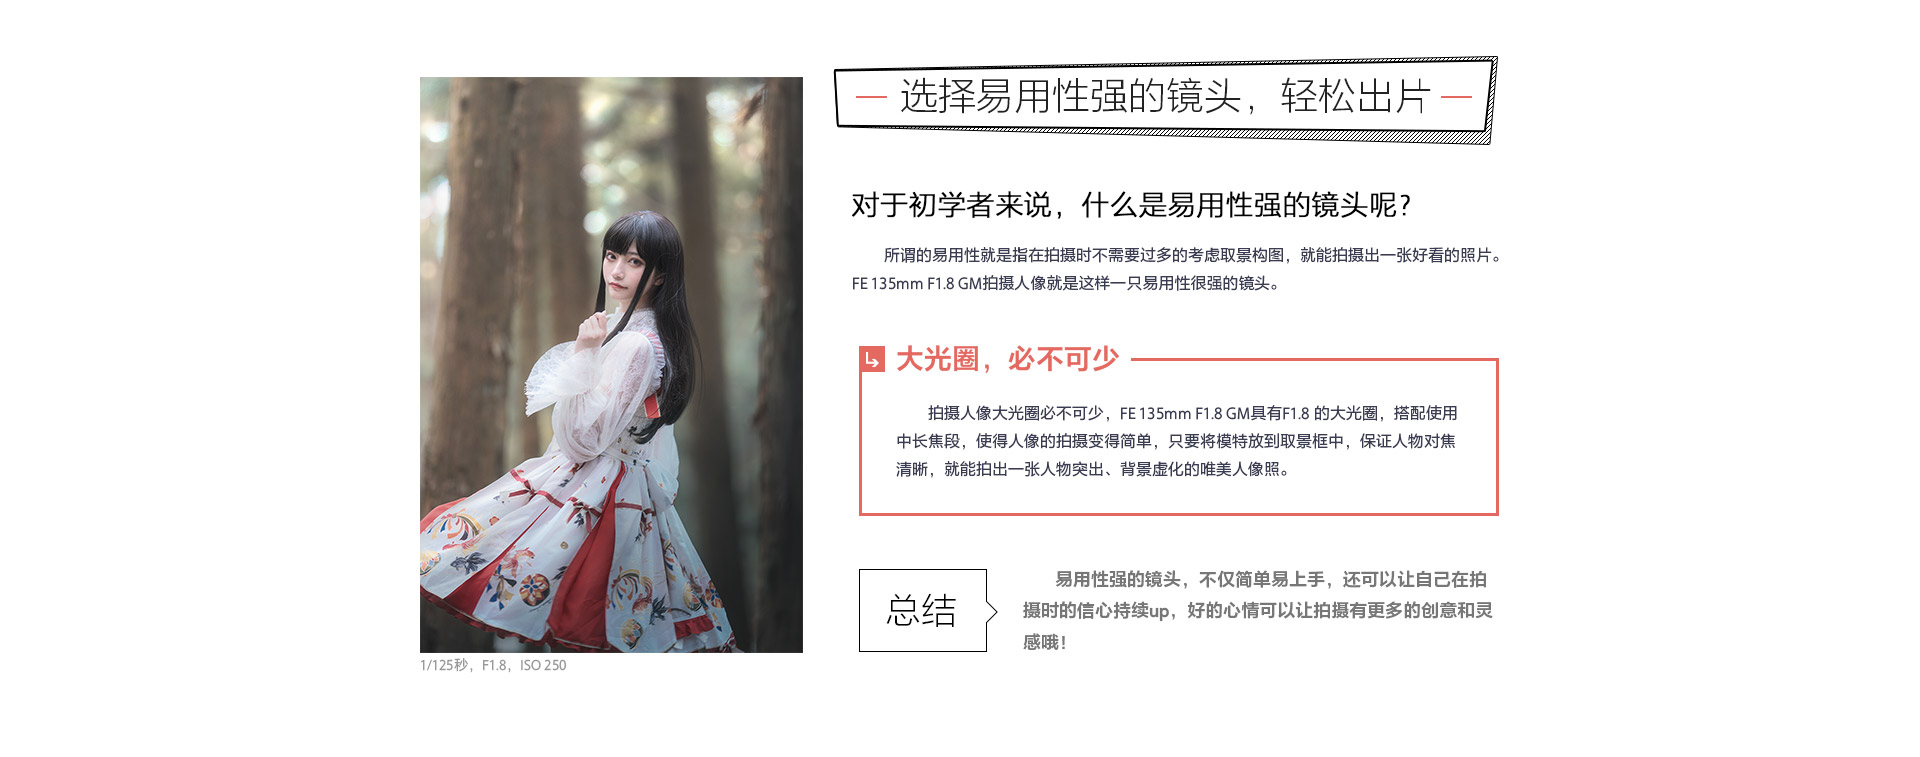 选择易用性强的镜头，轻松出片
对于初学者来说，什么是易用性强的镜头呢？
所谓的易用性就是指在拍摄时不需要过多的考虑取景构图，就能拍摄出一张好看的照片。
FE 135mm F1.8 GM拍摄人像就是这样一只易用性很强的镜头。
大光圈，必不可少
拍摄人像大光圈必不可少，FE 135mm F1.8 GM具有F1.8 的大光圈，搭配使用
中长焦段，使得人像的拍摄变得简单，只要将模特放到取景框中，保证人物对焦
清晰，就能拍出一张人物突出、背景虚化的唯美人像照。
总结
易用性强的镜头，不仅简单易上手，还可以让自己在拍
摄时的信心持续up，好的心情可以让拍摄有更多的创意和灵
感哦！
1/125秒，F1.8，ISO 250